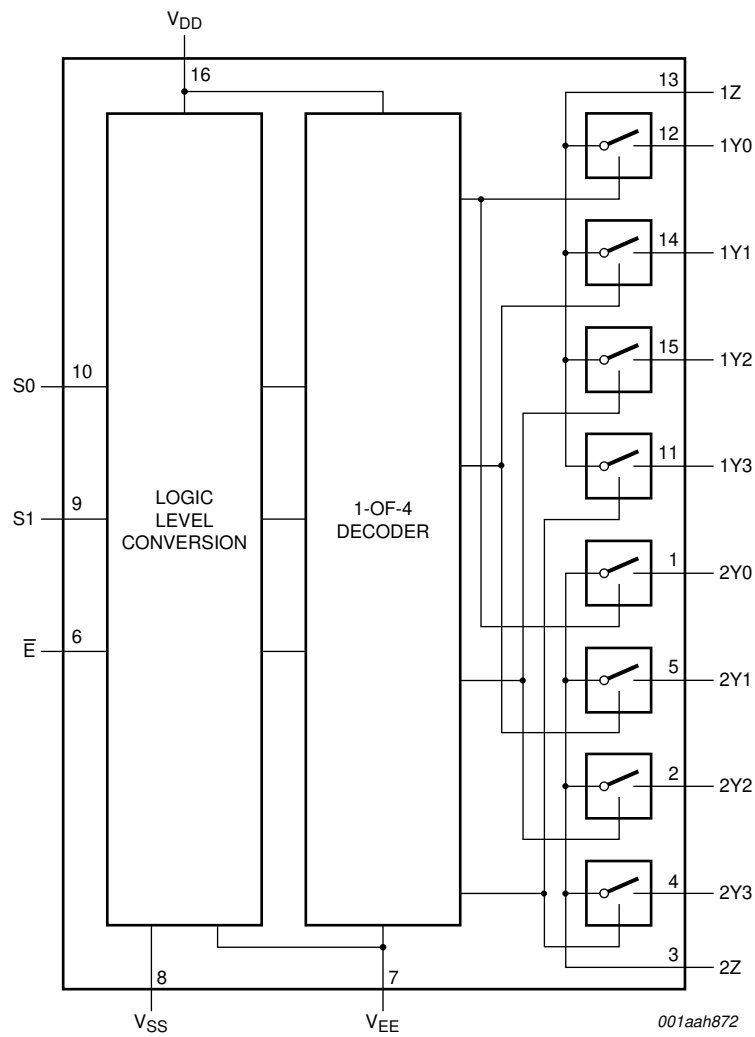 VDD
16
13 1Z
12 1Y0
14 1Y1
15 1Y2
S0 10
11 1Y3
S1 9
LOGIC
LEVEL
CONVERSION
1-OF-4
DECODER
1 2Y0
E̅ 6
5 2Y1
2 2Y2
4 2Y3
3 2Z
8
7
VSS
VEE
001aah872